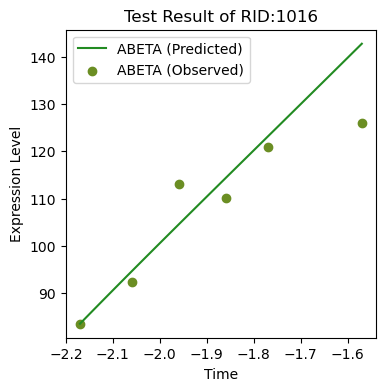 Test Result of RID:1016
ABETA (Predicted)
ABETA (Observed)
Expression Level
140
130
120
110
100
90
−2.2 −2.1 −2.0 −1.9 −1.8 −1.7 −1.6
Time